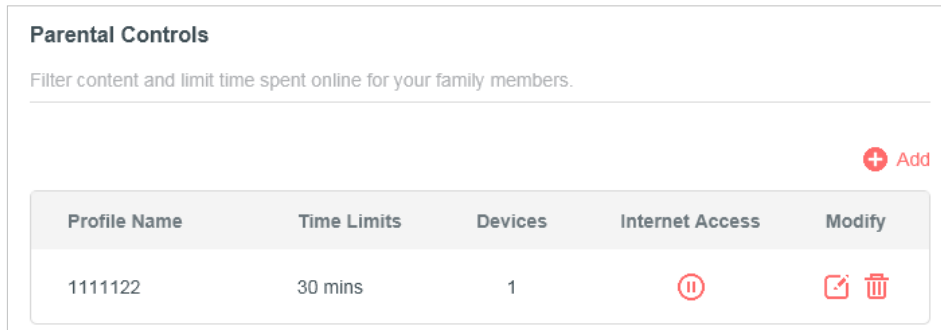 Parental Controls
Filter content and limit time spent online for your family members.
Add
Profile Name Time Limits Devices Internet Access Modify
1111122 30 mins 1